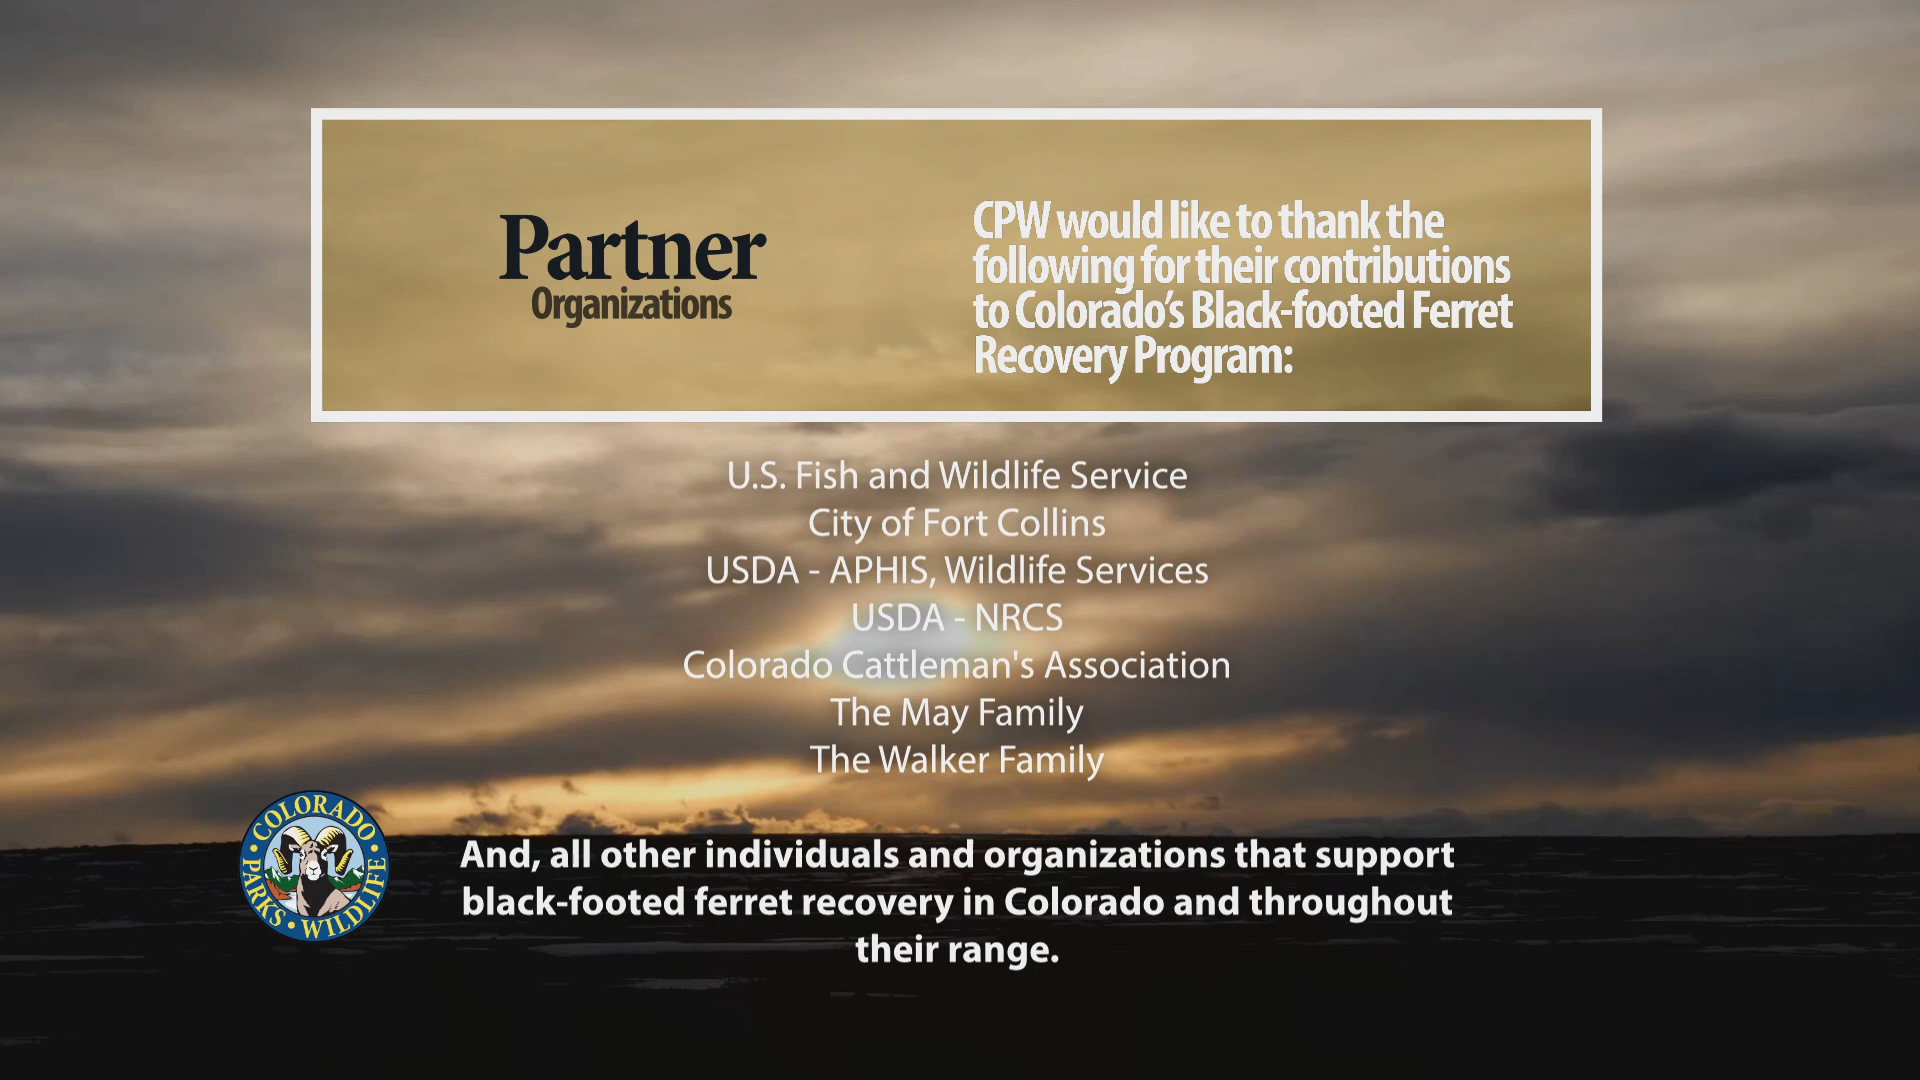 Partner
Organizations
CPW would like to thank the
following for their contributions
to Colorado's Black-footed Ferret
Recovery Program:
U.S. Fish and Wildlife Service
City of Fort Collins
USDA - APHIS, Wildlife Services
USDA - NRCS
Colorado Cattleman's Association
The May Family
The Walker Family
COLORADO
PARKS • WILDLIFE
And, all other individuals and organizations that support
black-footed ferret recovery in Colorado and throughout
their range.